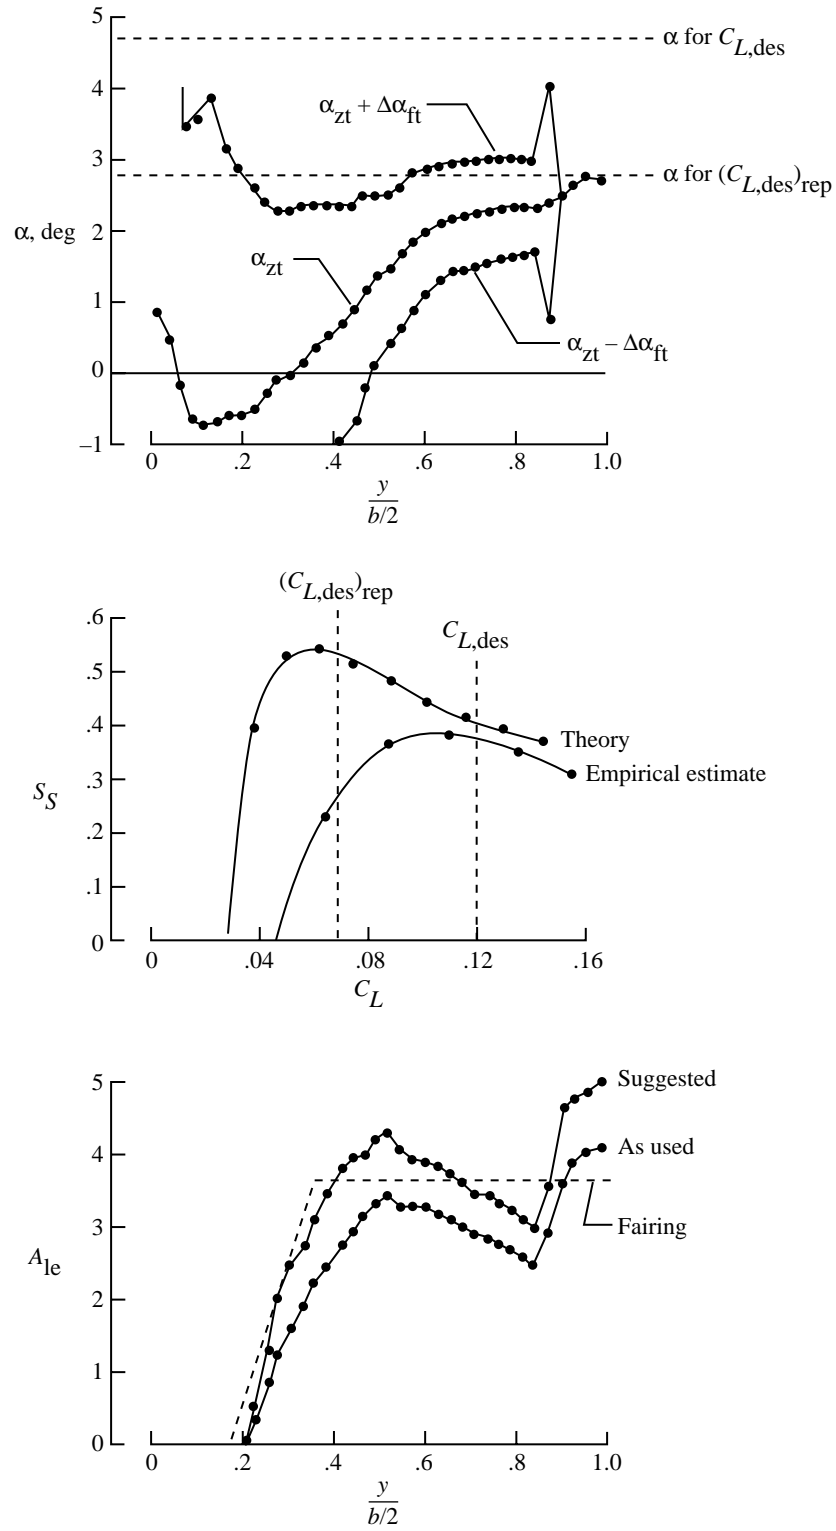 5
α for C_L,des
4
α_zt + Δα_ft
3
α for (C_L,des)_rep
α, deg
2
α_zt
1
α_zt – Δα_ft
0
–1
0 .2 .4 .6 .8 1.0
y
b/2
(C_L,des)_rep
C_L,des
.6
.5
.4
Theory
Empirical estimate
.3
S_S
.2
.1
0
0 .04 .08 .12 .16
C_L
5
Suggested
4
As used
Fairing
3
A_le
2
1
0
0 .2 .4 .6 .8 1.0
y
b/2